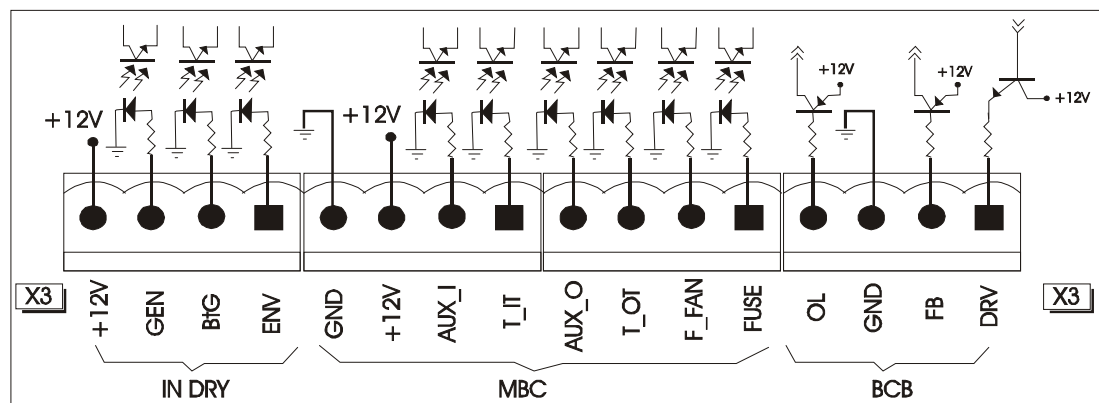 +12V
+12V
+12V
+12V
+12V
X3
+12V
GEN
BtG
ENV
GND
+12V
AUX_I
T_IT
AUX_O
T_OT
F_FAN
FUSE
OL
GND
FB
DRV
X3
IN DRY
MBC
BCB